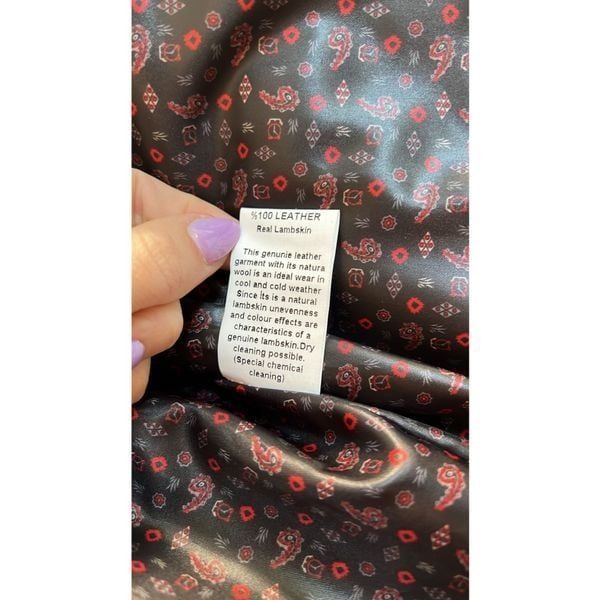 %100 LEATHER
Real Lambskin
This genunie leather
garment with its natura
wool is an ideal wear in
cool and cold weather
Since İts is a natural
lambskin unevenness
and colour effects are
characteristics of a
genuine lambskin.Dry
cleaning possible.
(Special chemical
cleaning)